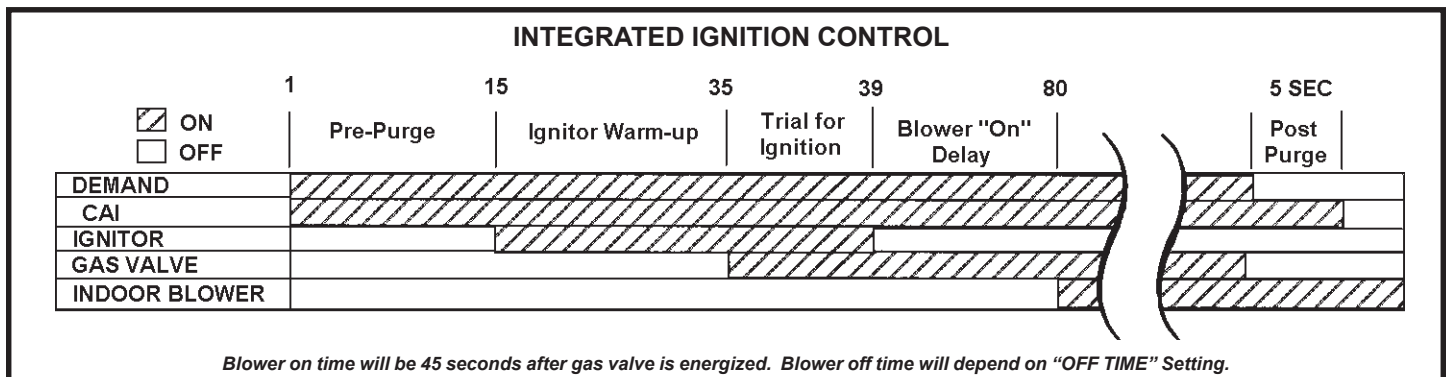 INTEGRATED IGNITION CONTROL
1 15 35 39 80 5 SEC
ON
OFF
Pre-Purge
Ignitor Warm-up
Trial for
Ignition
Blower "On"
Delay
Post
Purge
DEMAND
CAI
IGNITOR
GAS VALVE
INDOOR BLOWER
Blower on time will be 45 seconds after gas valve is energized. Blower off time will depend on “OFF TIME” Setting.